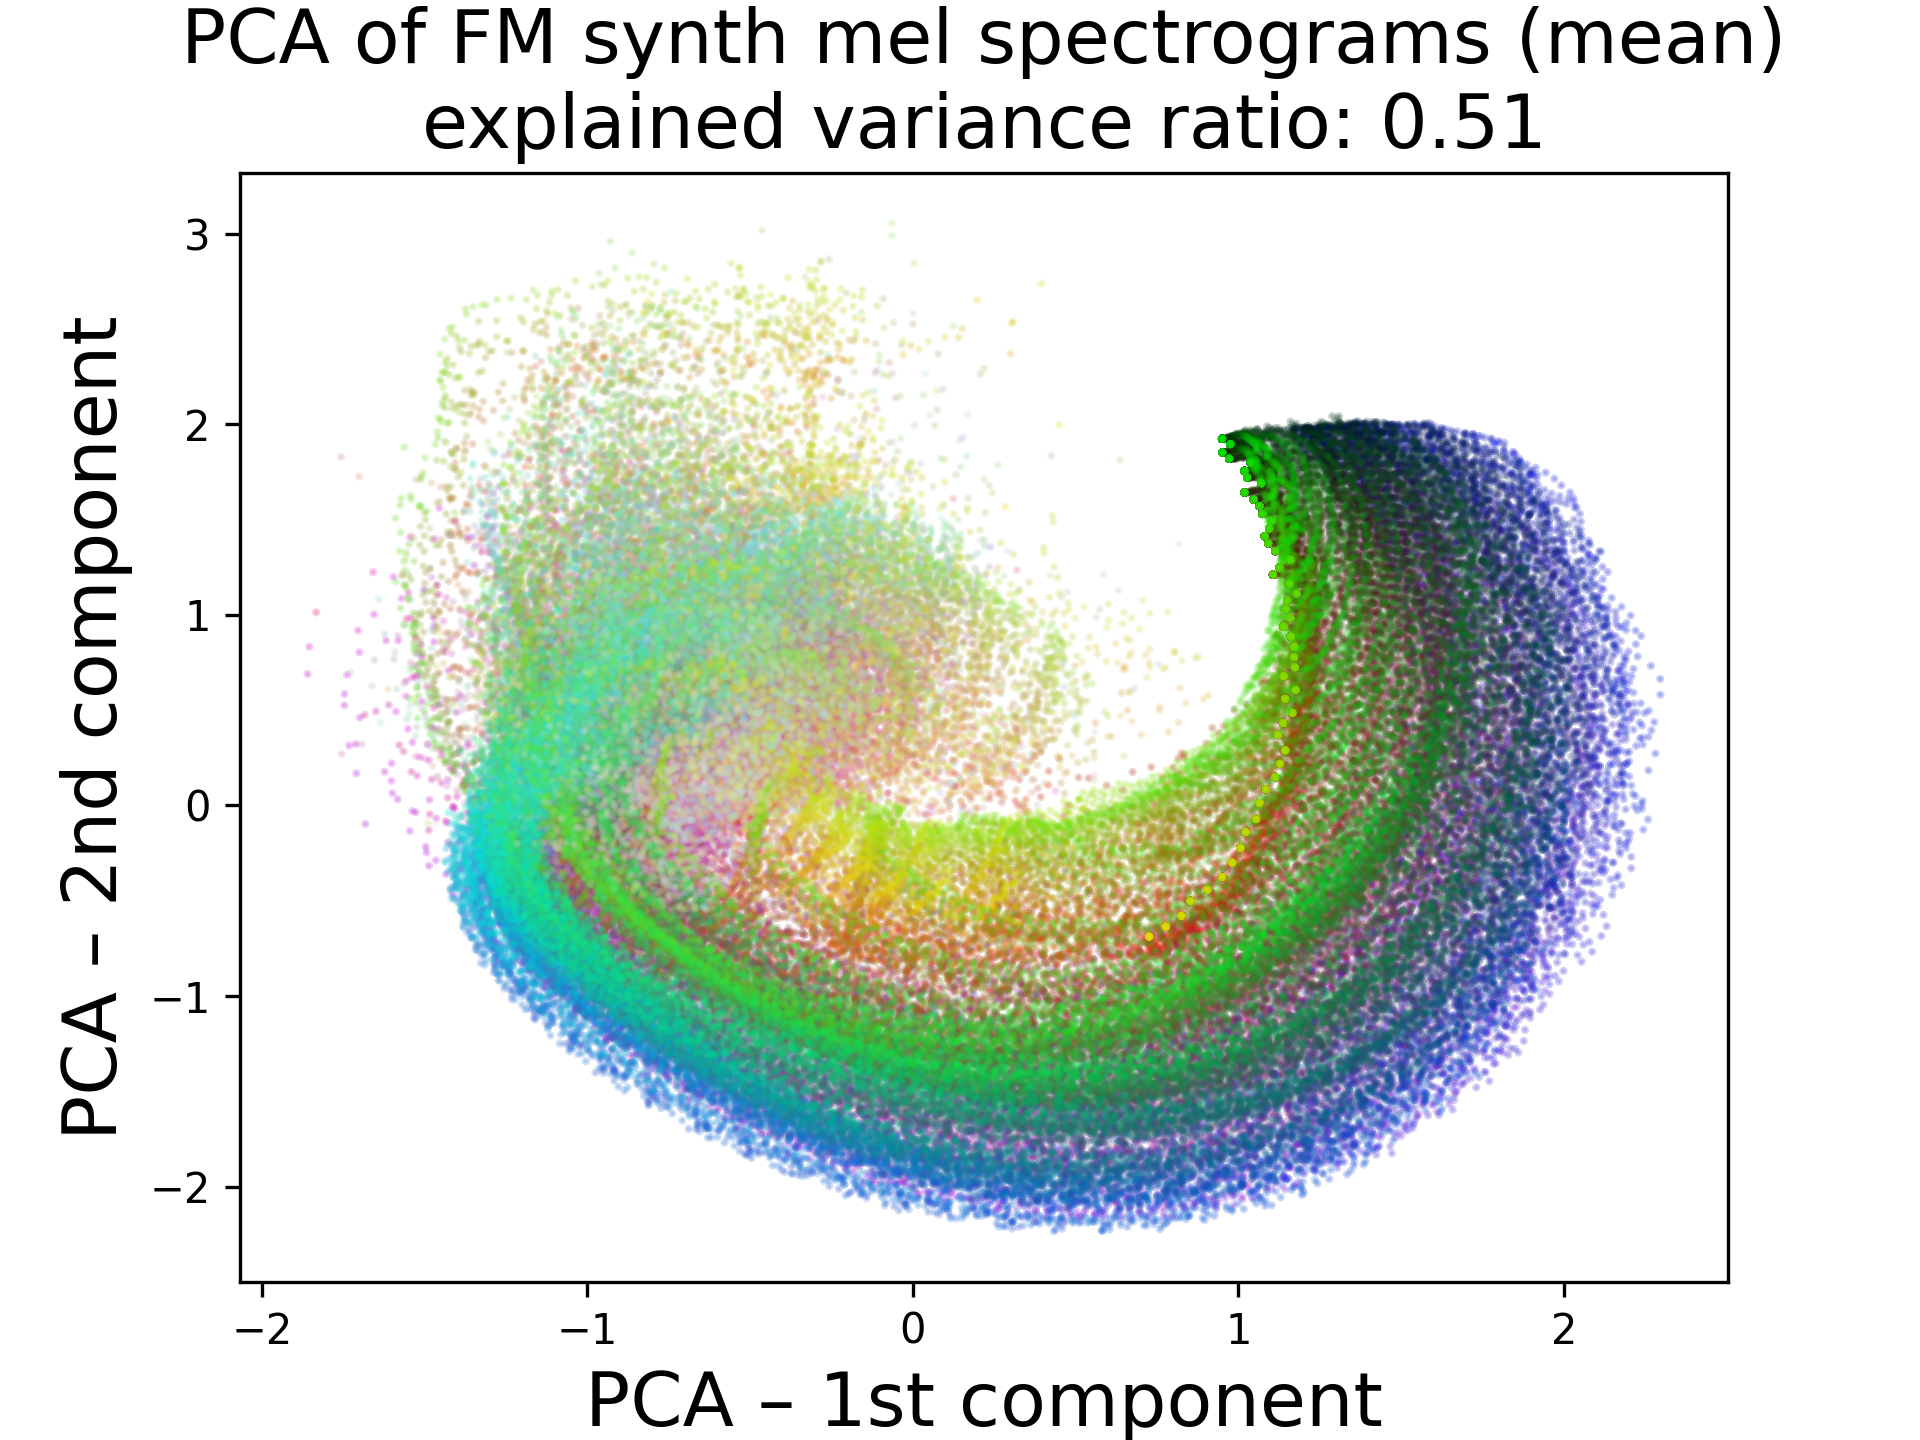 PCA of FM synth mel spectrograms (mean)
explained variance ratio: 0.51
PCA – 2nd component
3
2
1
0
−1
−2
−2
−1
0
1
2
PCA – 1st component